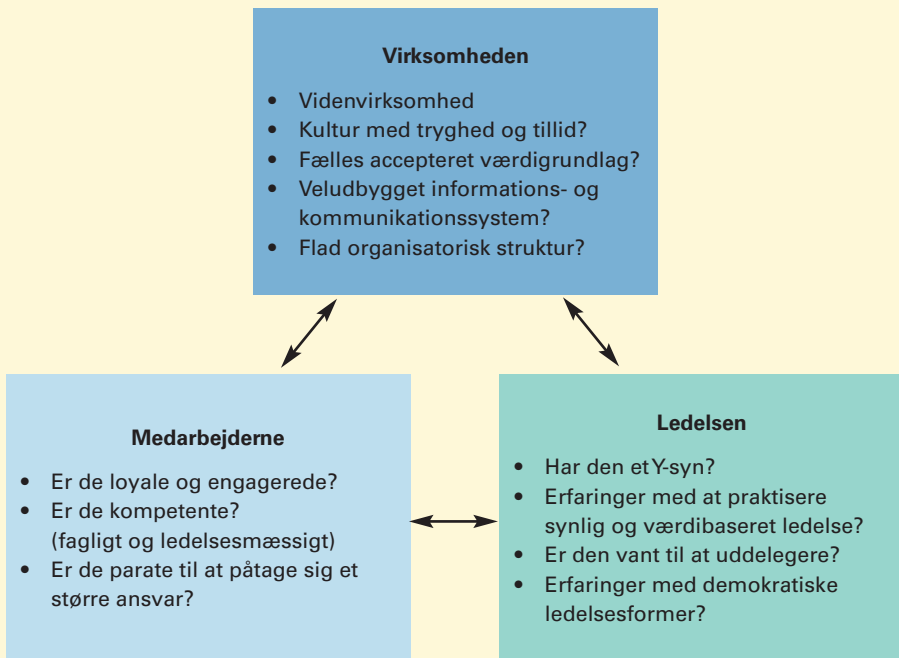 Virksomheden
• Videnvirksomhed
• Kultur med tryghed og tillid?
• Fælles accepteret værdigrundlag?
• Veludbygget informations- og
kommunikationssystem?
• Flad organisatorisk struktur?
Medarbejderne
• Er de loyale og engagerede?
• Er de kompetente?
(fagligt og ledelsesmæssigt)
• Er de parate til at påtage sig et
større ansvar?
Ledelsen
• Har den et Y-syn?
• Erfaringer med at praktisere
synlig og værdibaseret ledelse?
• Er den vant til at uddelegere?
• Erfaringer med demokratiske
ledelsesformer?